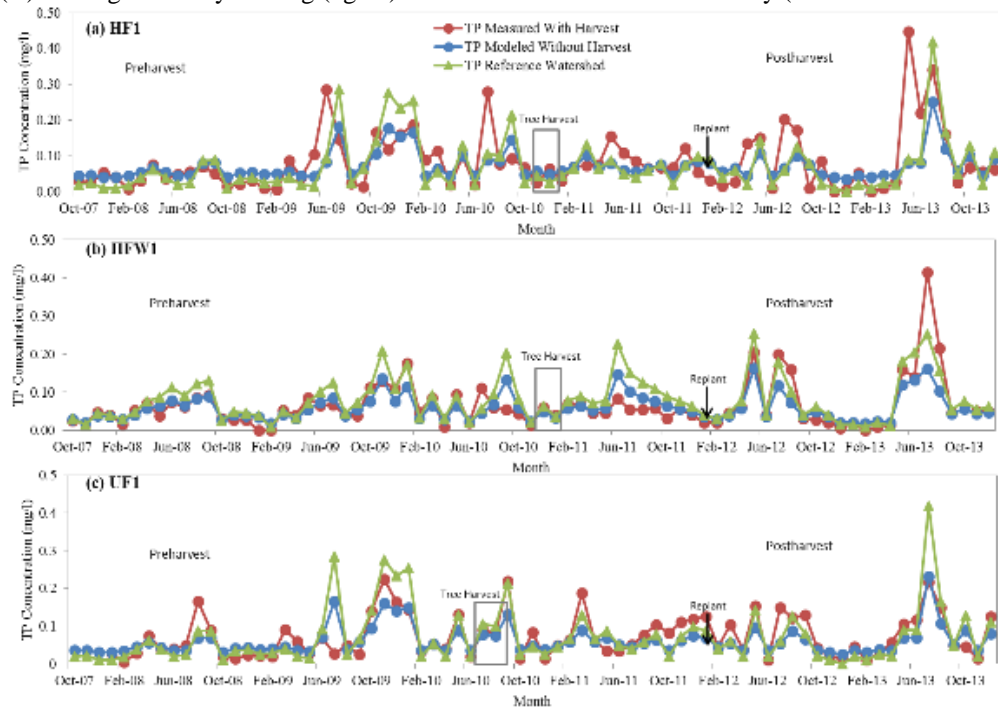 (a) HF1
TP Measured With Harvest
TP Modeled Without Harvest
TP Reference Watershed
Preharvest
Postharvest
Tree Harvest
Replant
TP Concentration (mg/l)
0.50
0.40
0.30
0.20
0.10
0.00
Oct-07 Feb-08 Jun-08 Oct-08 Feb-09 Jun-09 Oct-09 Feb-10 Jun-10 Oct-10 Feb-11 Jun-11 Oct-11 Feb-12 Jun-12 Oct-12 Feb-13 Jun-13 Oct-13
Month
(b) HFW1
Preharvest
Postharvest
Tree Harvest
Replant
TP Concentration (mg/l)
0.50
0.40
0.30
0.20
0.10
0.00
Oct-07 Feb-08 Jun-08 Oct-08 Feb-09 Jun-09 Oct-09 Feb-10 Jun-10 Oct-10 Feb-11 Jun-11 Oct-11 Feb-12 Jun-12 Oct-12 Feb-13 Jun-13 Oct-13
Month
(c) UF1
Preharvest
Postharvest
Tree Harvest
Replant
TP Concentration (mg/l)
0.5
0.4
0.3
0.2
0.1
0
Oct-07 Feb-08 Jun-08 Oct-08 Feb-09 Jun-09 Oct-09 Feb-10 Jun-10 Oct-10 Feb-11 Jun-11 Oct-11 Feb-12 Jun-12 Oct-12 Feb-13 Jun-13 Oct-13
Month